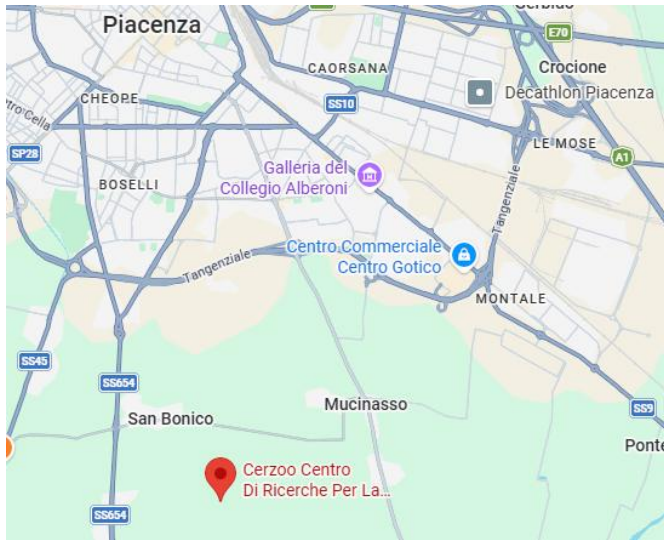 Piacenza
E70
CAORSANA
Crocione
CHEOPE
SS10
Decathlon Piacenza
SP28
LE MOSE
A1
BOSELLI
Galleria del
Collegio Alberoni
Tangenziale
Centro Commerciale
Centro Gotico
Tangenziale
MONTALE
SS45
SS654
Mucinasso
San Bonico
SS9
Ponte
Cerzoo Centro
Di Ricerche Per La...
SS654